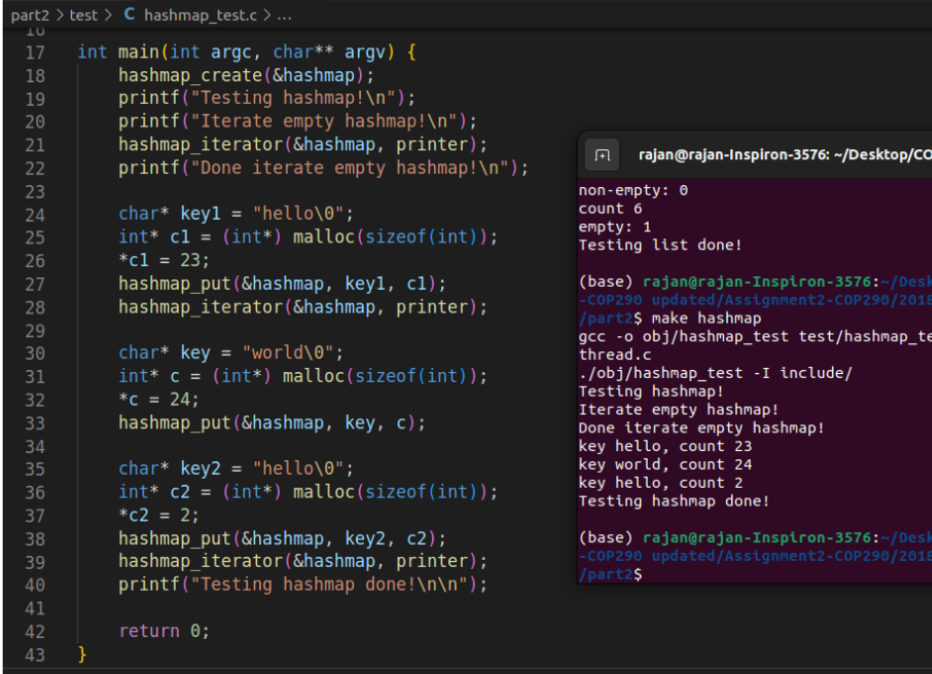 part2 > test > C hashmap_test.c > ...
16
17 int main(int argc, char** argv) {
18     hashmap_create(&hashmap);
19     printf("Testing hashmap!\n");
20     printf("Iterate empty hashmap!\n");
21     hashmap_iterator(&hashmap, printer);
22     printf("Done iterate empty hashmap!\n");
23
24     char* key1 = "hello\0";
25     int* c1 = (int*) malloc(sizeof(int));
26     *c1 = 23;
27     hashmap_put(&hashmap, key1, c1);
28     hashmap_iterator(&hashmap, printer);
29
30     char* key = "world\0";
31     int* c = (int*) malloc(sizeof(int));
32     *c = 24;
33     hashmap_put(&hashmap, key, c);
34
35     char* key2 = "hello\0";
36     int* c2 = (int*) malloc(sizeof(int));
37     *c2 = 2;
38     hashmap_put(&hashmap, key2, c2);
39     hashmap_iterator(&hashmap, printer);
40     printf("Testing hashmap done!\n\n");
41
42     return 0;
43 }
rajan@rajan-Inspiron-3576: ~/Desktop/CO
non-empty: 0
count 6
empty: 1
Testing list done!
(base) rajan@rajan-Inspiron-3576:~/Desk
-COP290 updated/Assignment2-COP290/2018
/part2$ make hashmap
gcc -o obj/hashmap_test test/hashmap_te
thread.c
./obj/hashmap_test -I include/
Testing hashmap!
Iterate empty hashmap!
Done iterate empty hashmap!
key hello, count 23
key world, count 24
key hello, count 2
Testing hashmap done!
(base) rajan@rajan-Inspiron-3576:~/Desk
-COP290 updated/Assignment2-COP290/2018
/part2$